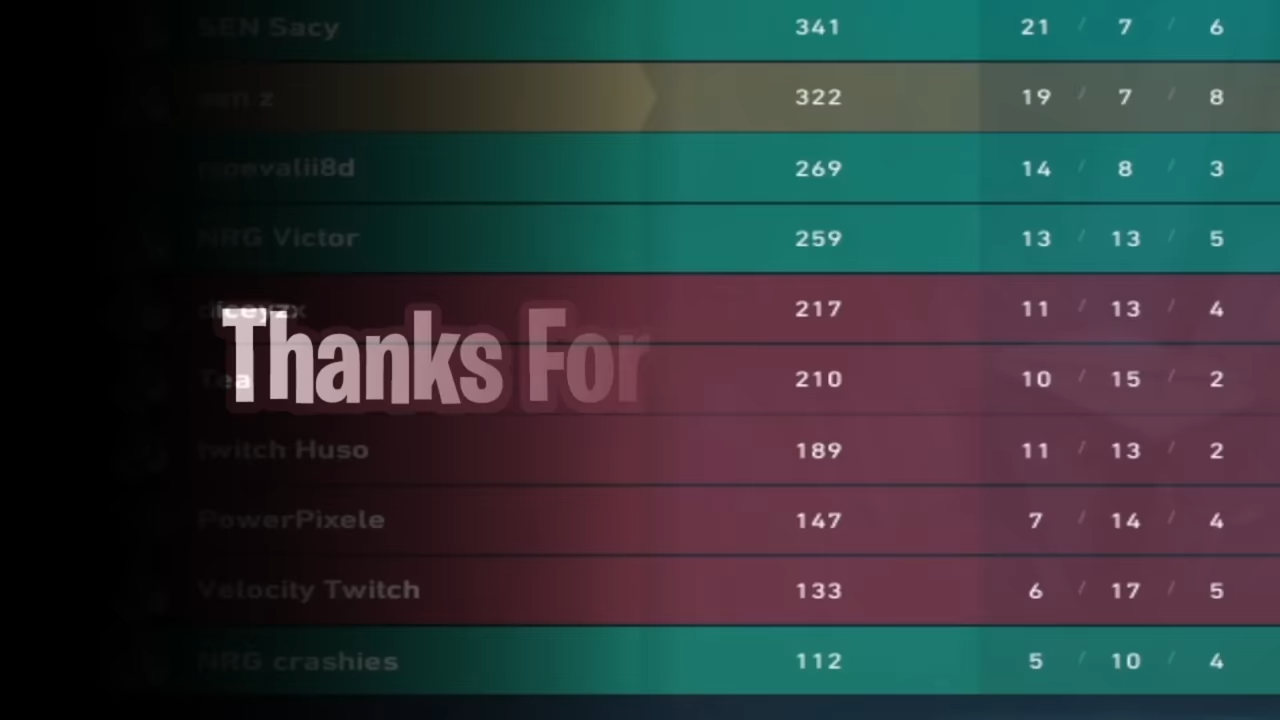 SEN Sacy 341 21 / 7 / 6
zen z 322 19 / 7 / 8
269 14 / 8 / 3
NRG Victor 259 13 / 13 / 5
217 11 / 13 / 4
Thanks For
Tea 210 10 / 15 / 2
twitch Huso 189 11 / 13 / 2
PowerPixele 147 7 / 14 / 4
Velocity Twitch 133 6 / 17 / 5
NRG crashies 112 5 / 10 / 4